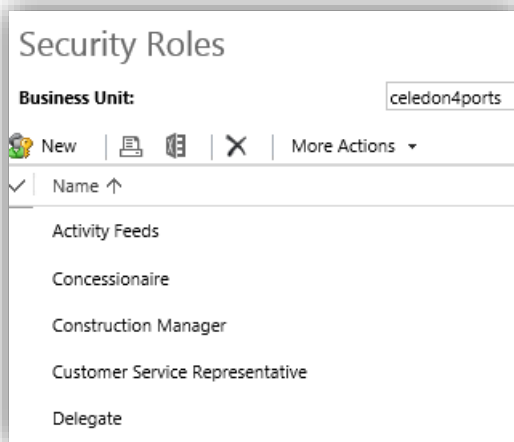 Security Roles
Business Unit: celedon4ports
New More Actions
Name
Activity Feeds
Concessionaire
Construction Manager
Customer Service Representative
Delegate